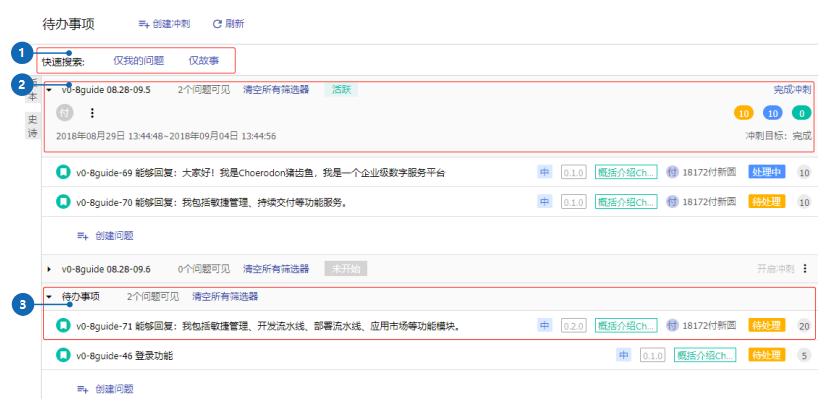 待办事项 创建冲刺 刷新
1
快速搜索: 仅我的问题 仅故事
2
版本
史诗
v0-8guide 08.28-09.5 2个问题可见 清空所有筛选器 活跃 完成冲刺
付 10 10 0
2018年08月29日 13:44:48~2018年09月04日 13:44:56 冲刺目标: 完成
v0-8guide-69 能够回复: 大家好! 我是Choerodon猪齿鱼, 我是一个企业级数字服务平台 中 0.1.0 概括介绍Ch... 付 18172付新圆 处理中 10
v0-8guide-70 能够回复: 我包括敏捷管理、持续交付等功能服务。 中 0.1.0 概括介绍Ch... 付 18172付新圆 待处理 10
创建问题
v0-8guide 08.28-09.6 0个问题可见 清空所有筛选器 未开始 开启冲刺
3
待办事项 2个问题可见 清空所有筛选器
v0-8guide-71 能够回复: 我包括敏捷管理、开发流水线、部署流水线、应用市场等功能模块。 中 0.2.0 概括介绍Ch... 付 18172付新圆 待处理 20
v0-8guide-46 登录功能 中 0.1.0 概括介绍Ch... 待处理 5
创建问题